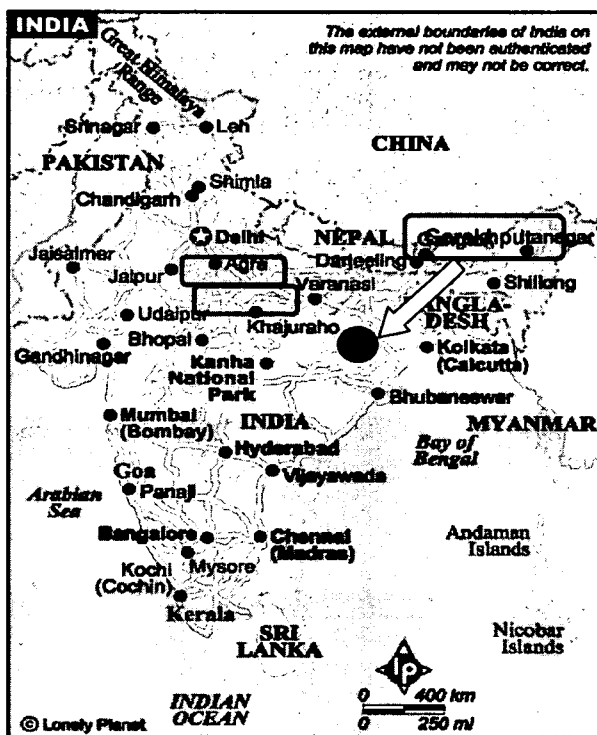 INDIA
The external boundaries of India on
this map have not been authenticated
and may not be correct.
Great Himalaya
Range
Srinagar
Leh
CHINA
PAKISTAN
Shimla
Chandigarh
Delhi
NEPAL
Jaisalmer
Jaipur
Agra
Darjeeling
Varanasi
Shillong
BANGLA-
DESH
Udaipur
Khajuraho
Gandhinagar
Bhopal
Kanha
National
Park
Kolkata
(Calcutta)
Bhubaneswar
Mumbai
(Bombay)
INDIA
MYANMAR
Hyderabad
Bay of
Bengal
Goa
Vijayawada
Arabian
Sea
Panaji
Bangalore
Chennai
(Madras)
Andaman
Islands
Mysore
Kochi
(Cochin)
Kerala
SRI
LANKA
Nicobar
Islands
lp
INDIAN
OCEAN
0 400 km
0 250 mi
© Lonely Planet